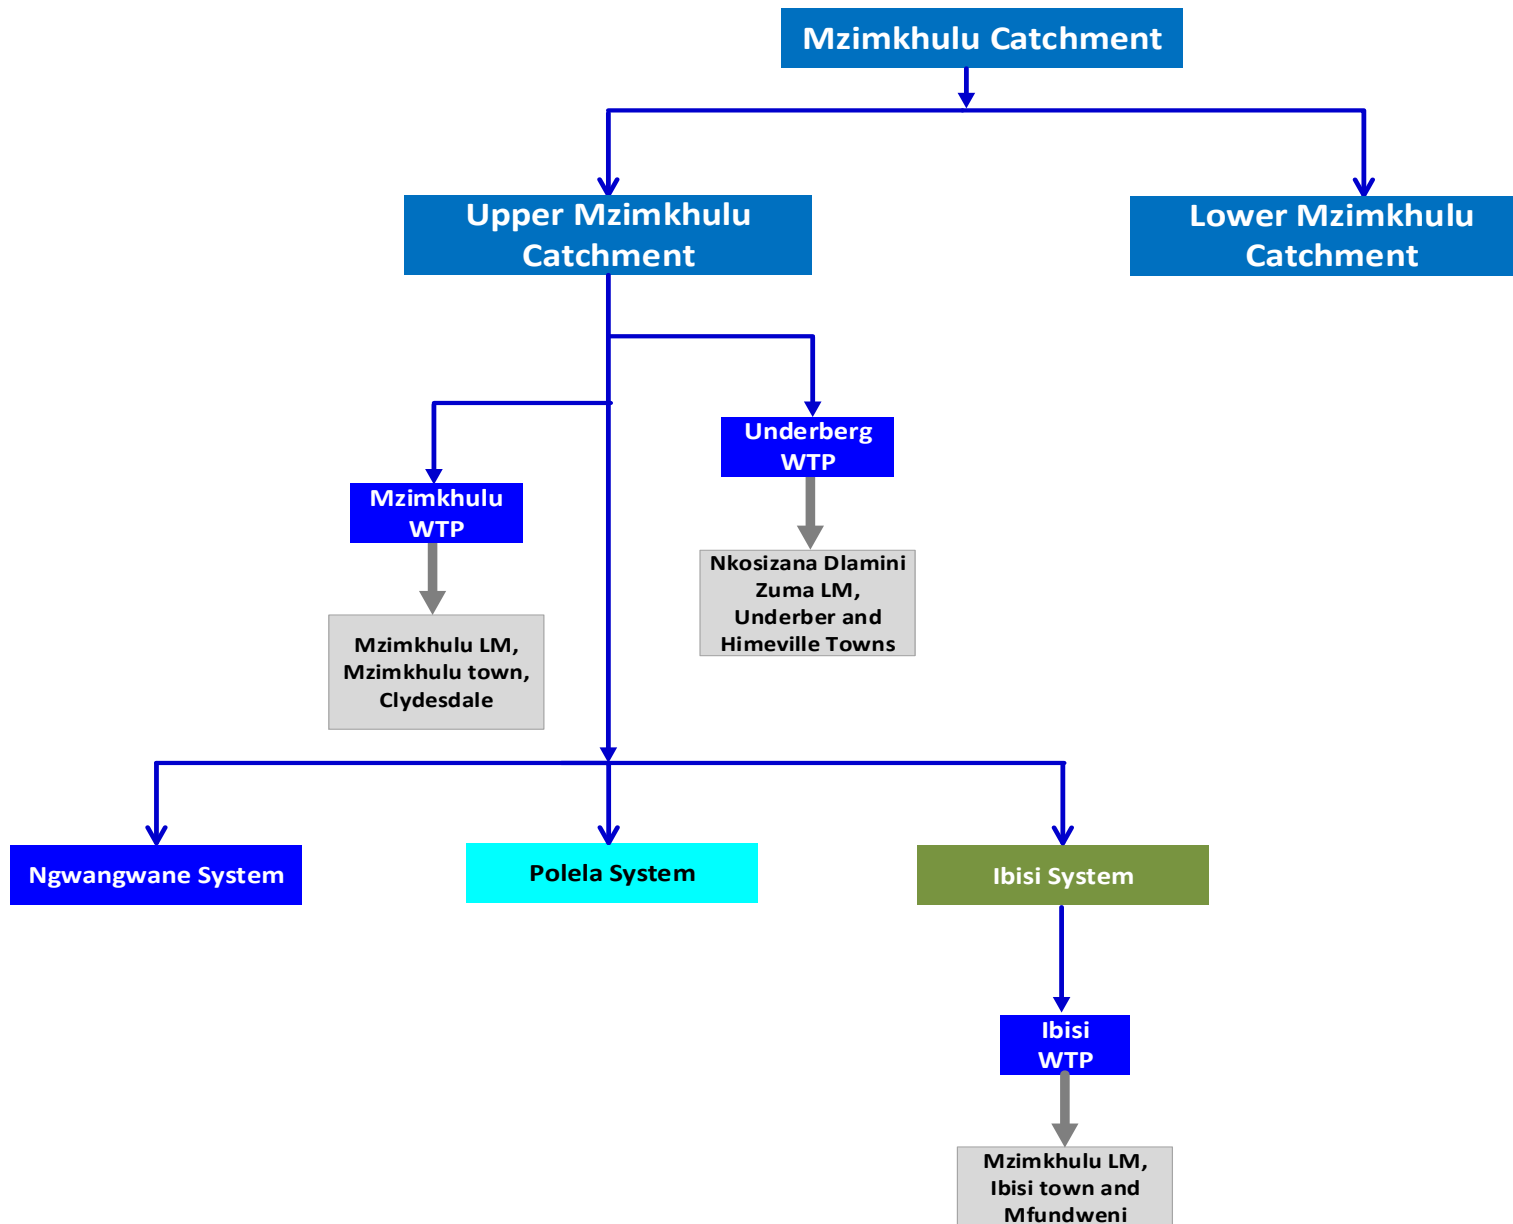 Mzimkhulu Catchment
Upper Mzimkhulu
Catchment
Lower Mzimkhulu
Catchment
Underberg
WTP
Mzimkhulu
WTP
Nkosizana Dlamini
Zuma LM,
Underber and
Himeville Towns
Mzimkhulu LM,
Mzimkhulu town,
Clydesdale
Ngwangwane System
Polela System
Ibisi System
Ibisi
WTP
Mzimkhulu LM,
Ibisi town and
Mfundweni